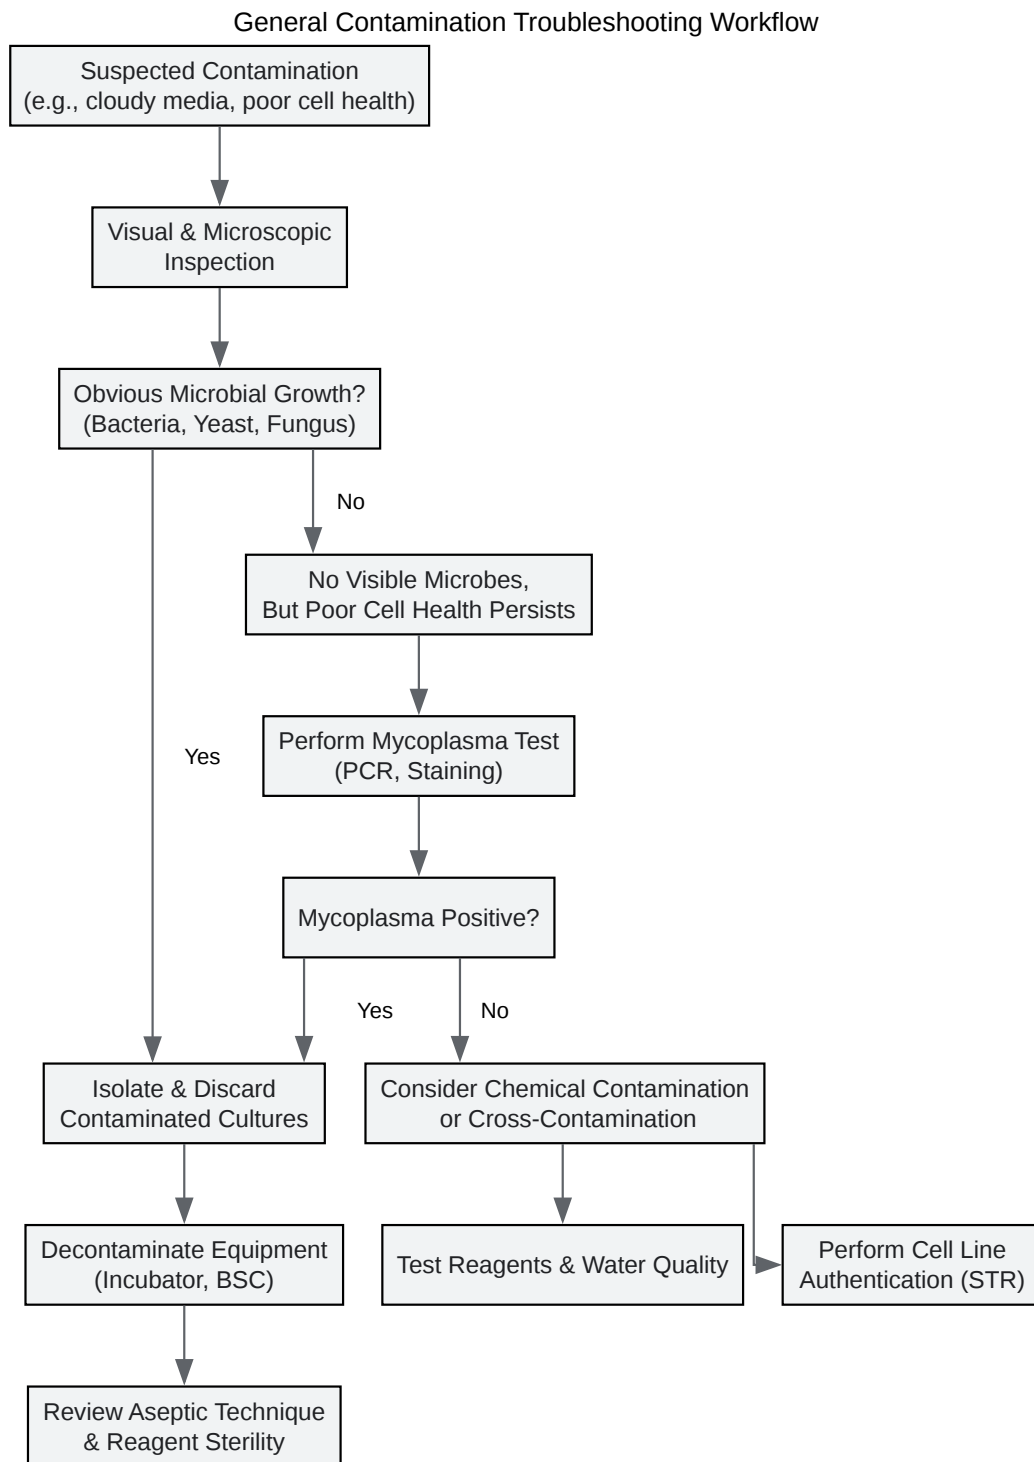 General Contamination Troubleshooting Workflow
Suspected Contamination
(e.g., cloudy media, poor cell health)
Visual & Microscopic
Inspection
Obvious Microbial Growth?
(Bacteria, Yeast, Fungus)
No
No Visible Microbes,
But Poor Cell Health Persists
Yes
Perform Mycoplasma Test
(PCR, Staining)
Mycoplasma Positive?
Yes
No
Isolate & Discard
Contaminated Cultures
Consider Chemical Contamination
or Cross-Contamination
Decontaminate Equipment
(Incubator, BSC)
Test Reagents & Water Quality
Perform Cell Line
Authentication (STR)
Review Aseptic Technique
& Reagent Sterility